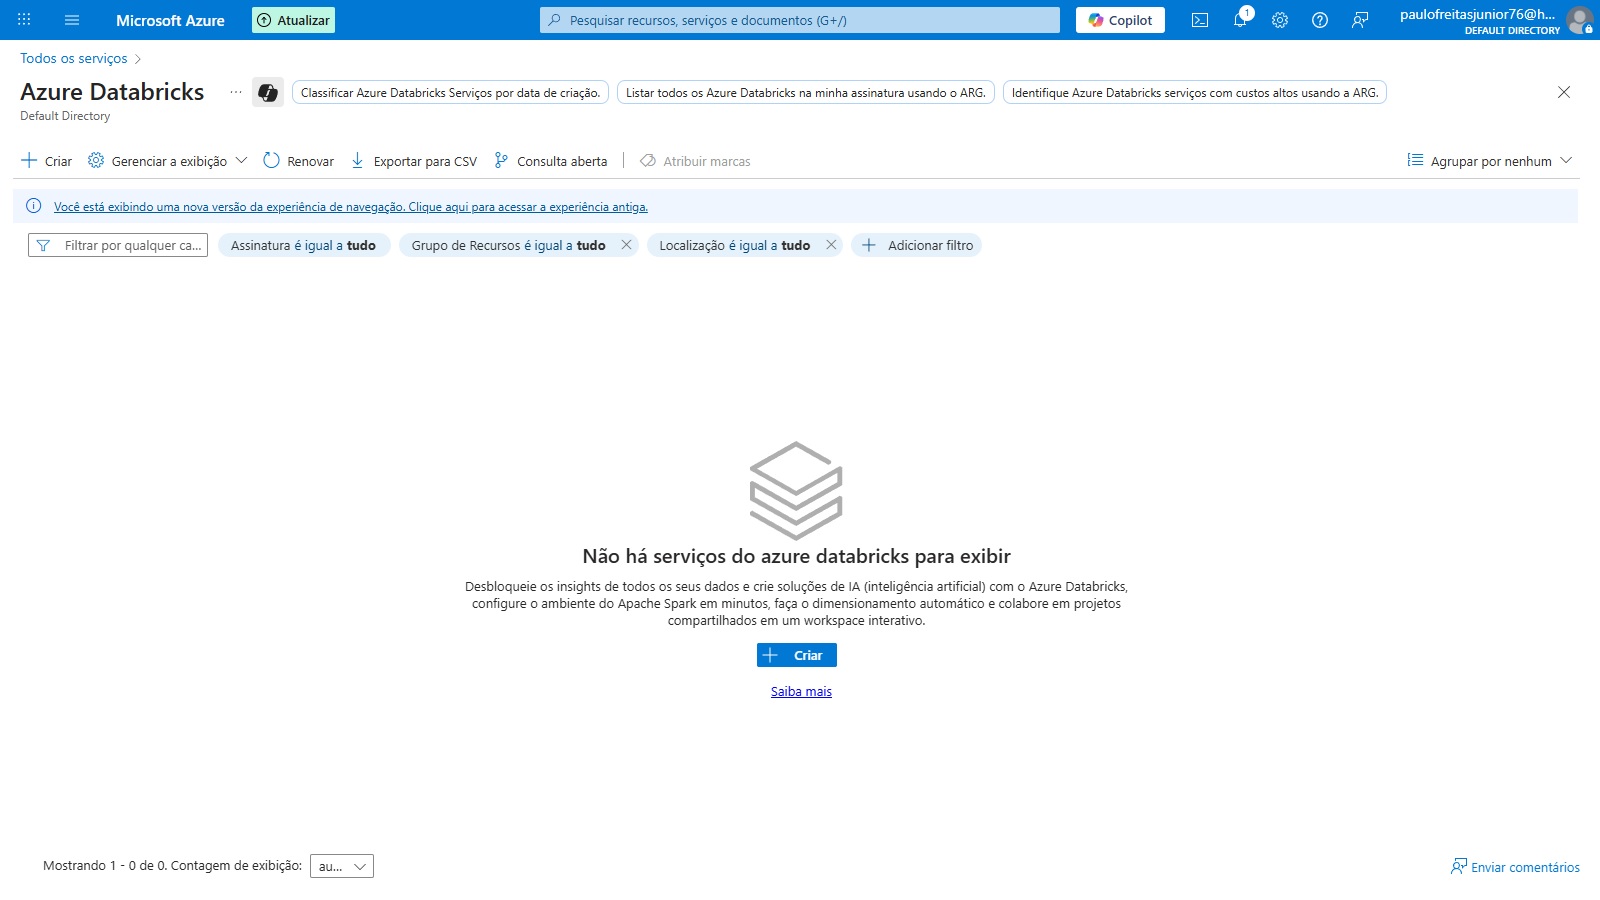 Microsoft Azure
Atualizar
Pesquisar recursos, serviços e documentos (G+/)
Copilot
1
paulofreitasjunior76@h...
DEFAULT DIRECTORY
Todos os serviços
Azure Databricks
...
Classificar Azure Databricks Serviços por data de criação.
Listar todos os Azure Databricks na minha assinatura usando o ARG.
Identifique Azure Databricks serviços com custos altos usando a ARG.
Default Directory
Criar
Gerenciar a exibição
Renovar
Exportar para CSV
Consulta aberta
Atribuir marcas
Agrupar por nenhum
Você está exibindo uma nova versão da experiência de navegação. Clique aqui para acessar a experiência antiga.
Filtrar por qualquer ca...
Assinatura é igual a tudo
Grupo de Recursos é igual a tudo
Localização é igual a tudo
Adicionar filtro
Não há serviços do azure databricks para exibir
Desbloqueie os insights de todos os seus dados e crie soluções de IA (inteligência artificial) com o Azure Databricks,
configure o ambiente do Apache Spark em minutos, faça o dimensionamento automático e colabore em projetos
compartilhados em um workspace interativo.
Criar
Saiba mais
Mostrando 1 - 0 de 0. Contagem de exibição:
au...
Enviar comentários